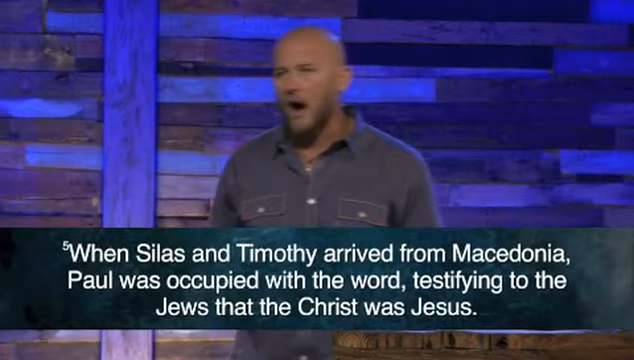 ⁵When Silas and Timothy arrived from Macedonia,
Paul was occupied with the word, testifying to the
Jews that the Christ was Jesus.